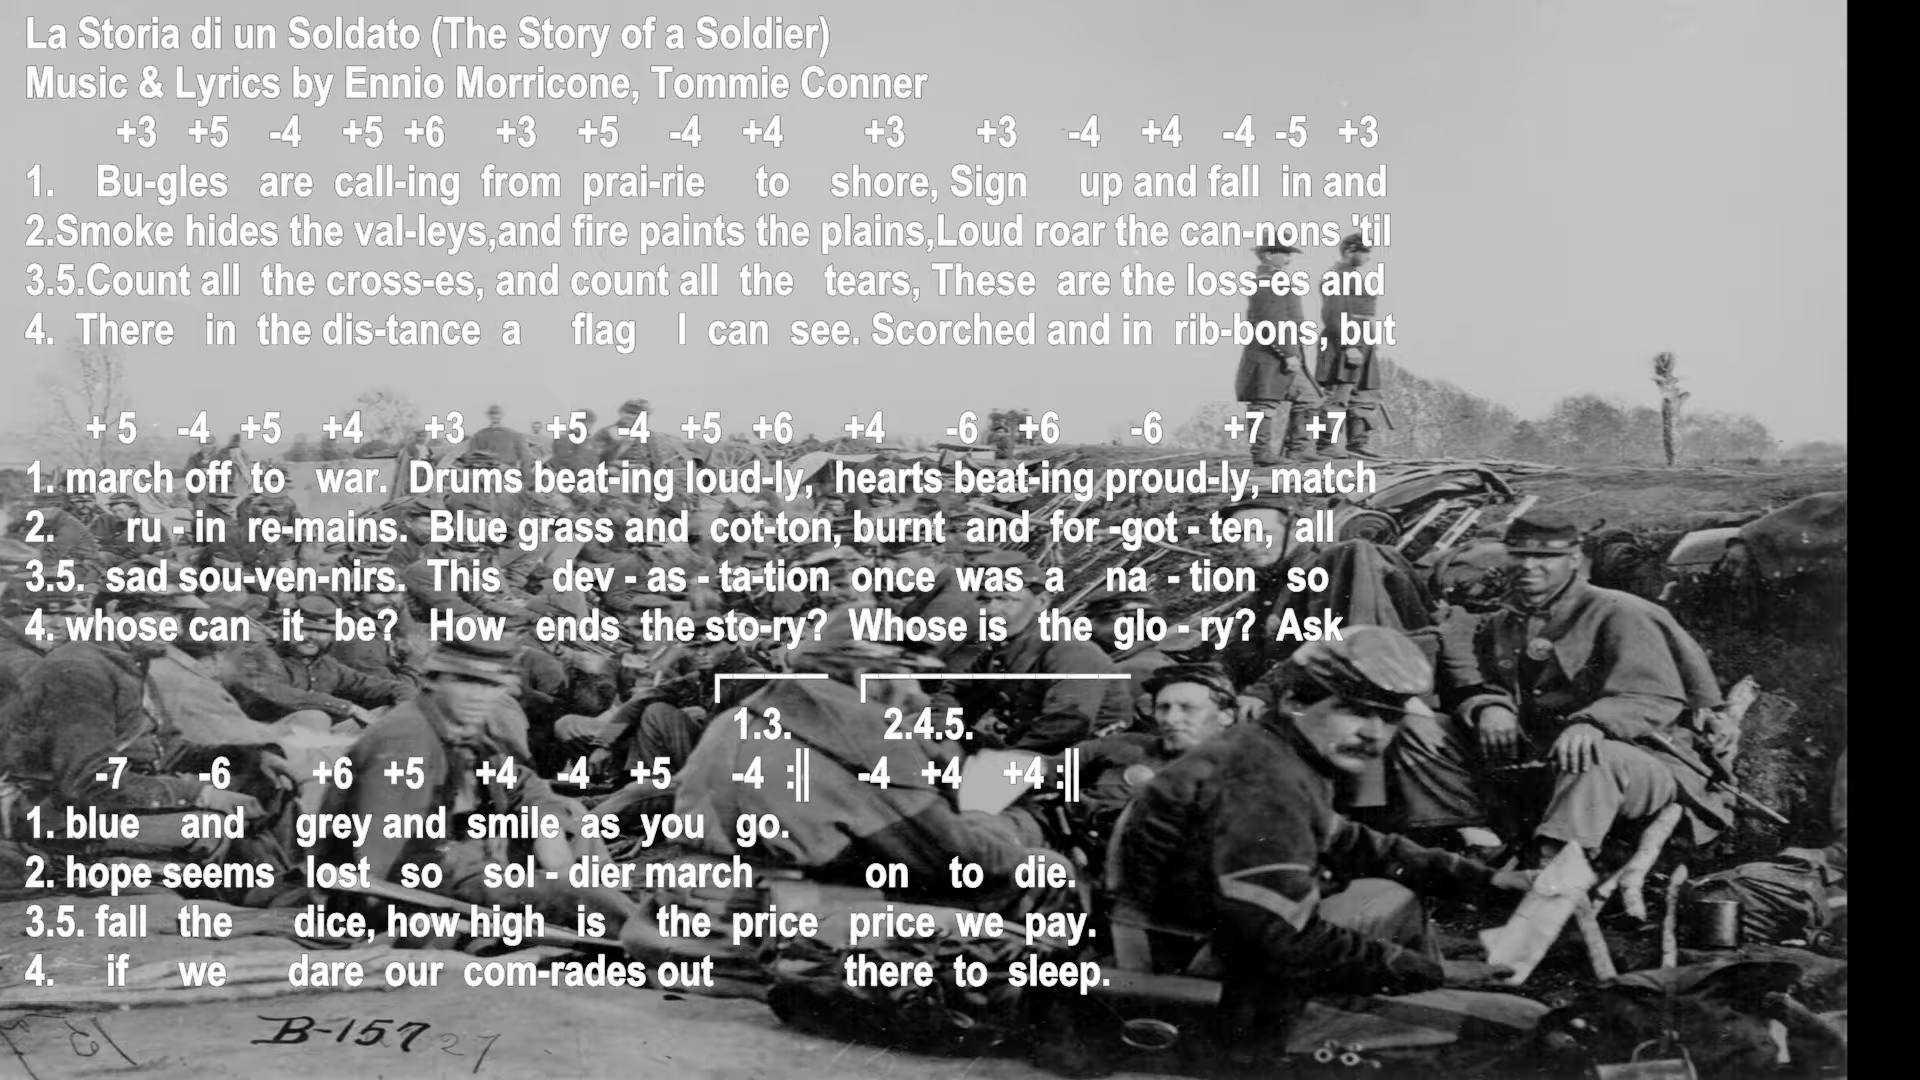 La Storia di un Soldato (The Story of a Soldier)
Music & Lyrics by Ennio Morricone, Tommie Conner
+3 +5 -4 +5 +6 +3 +5 -4 +4 +3 +3 -4 +4 -4 -5 +3
1. Bu-gles are call-ing from prai-rie to shore, Sign up and fall in and
2.Smoke hides the val-leys,and fire paints the plains,Loud roar the can-nons 'til
3.5.Count all the cross-es, and count all the tears, These are the loss-es and
4. There in the dis-tance a flag I can see. Scorched and in rib-bons, but
+ 5 -4 +5 +4 +3 +5 -4 +5 +6 +4 -6 +6 -6 +7 +7
1. march off to war. Drums beat-ing loud-ly, hearts beat-ing proud-ly, match
2. ru - in re-mains. Blue grass and cot-ton, burnt and for -got - ten, all
3.5. sad sou-ven-nirs. This dev - as - ta-tion once was a na - tion so
4. whose can it be? How ends the sto-ry? Whose is the glo - ry? Ask
1.3. 2.4.5.
-7 -6 +6 +5 +4 -4 +5 -4 :|| -4 +4 +4 :||
1. blue and grey and smile as you go.
2. hope seems lost so sol - dier march on to die.
3.5. fall the dice, how high is the price price we pay.
4. if we dare our com-rades out there to sleep.
B-157 27